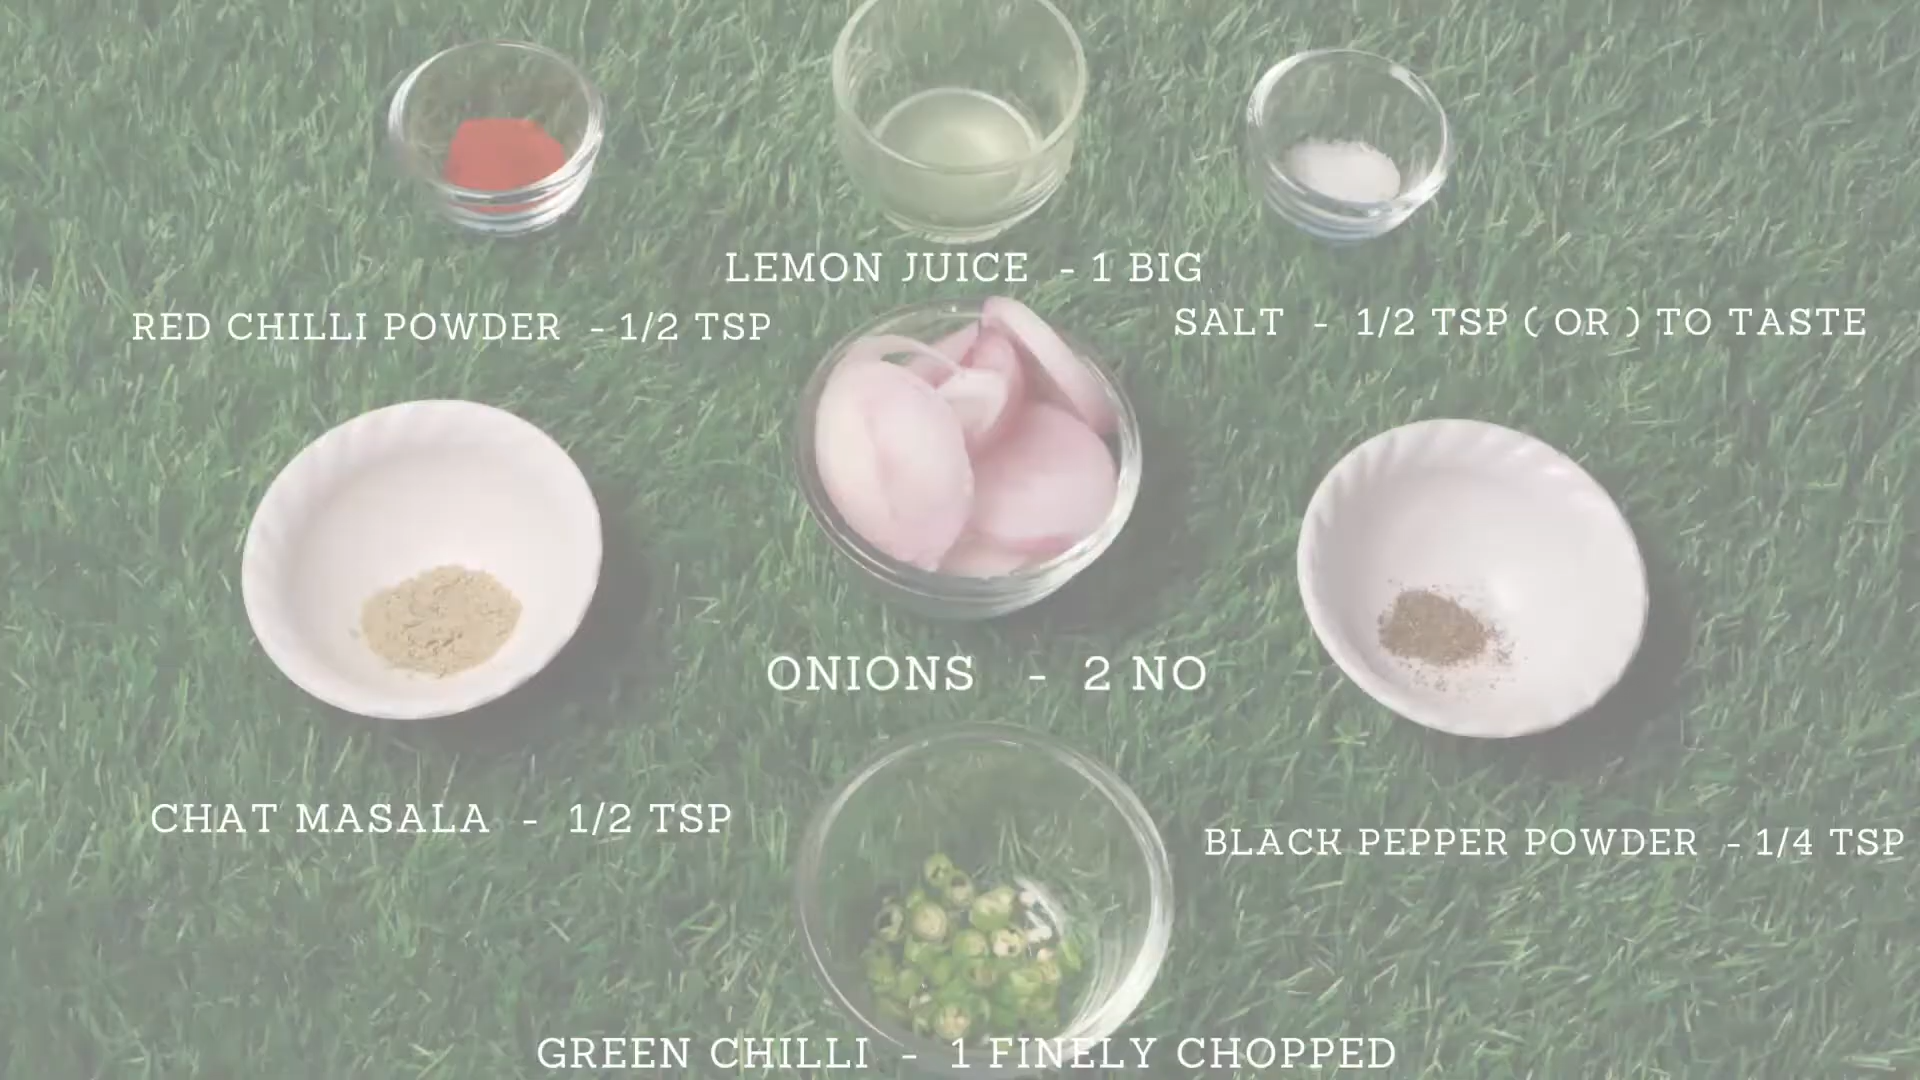 LEMON JUICE - 1 BIG
RED CHILLI POWDER - 1/2 TSP
SALT - 1/2 TSP ( OR ) TO TASTE
ONIONS - 2 NO
CHAT MASALA - 1/2 TSP
BLACK PEPPER POWDER - 1/4 TSP
GREEN CHILLI - 1 FINELY CHOPPED